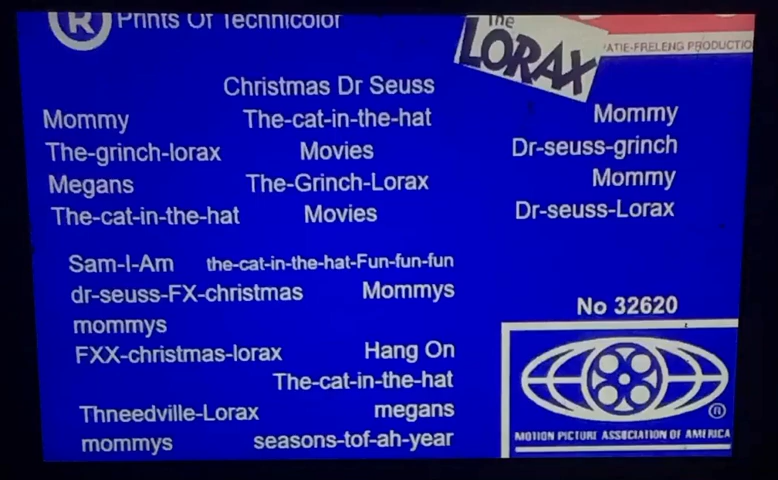 ® Prints Of Technicolor
The
LORAX
ATIE-FRELENG PRODUCTIO
Christmas Dr Seuss
Mommy The-cat-in-the-hat Mommy
The-grinch-lorax Movies Dr-seuss-grinch
Megans The-Grinch-Lorax Mommy
The-cat-in-the-hat Movies Dr-seuss-Lorax
Sam-I-Am the-cat-in-the-hat-Fun-fun-fun
dr-seuss-FX-christmas Mommys
mommys
No 32620
FXX-christmas-lorax Hang On
The-cat-in-the-hat
Thneedville-Lorax megans
mommys seasons-tof-ah-year
®
MOTION PICTURE ASSOCIATION OF AMERICA